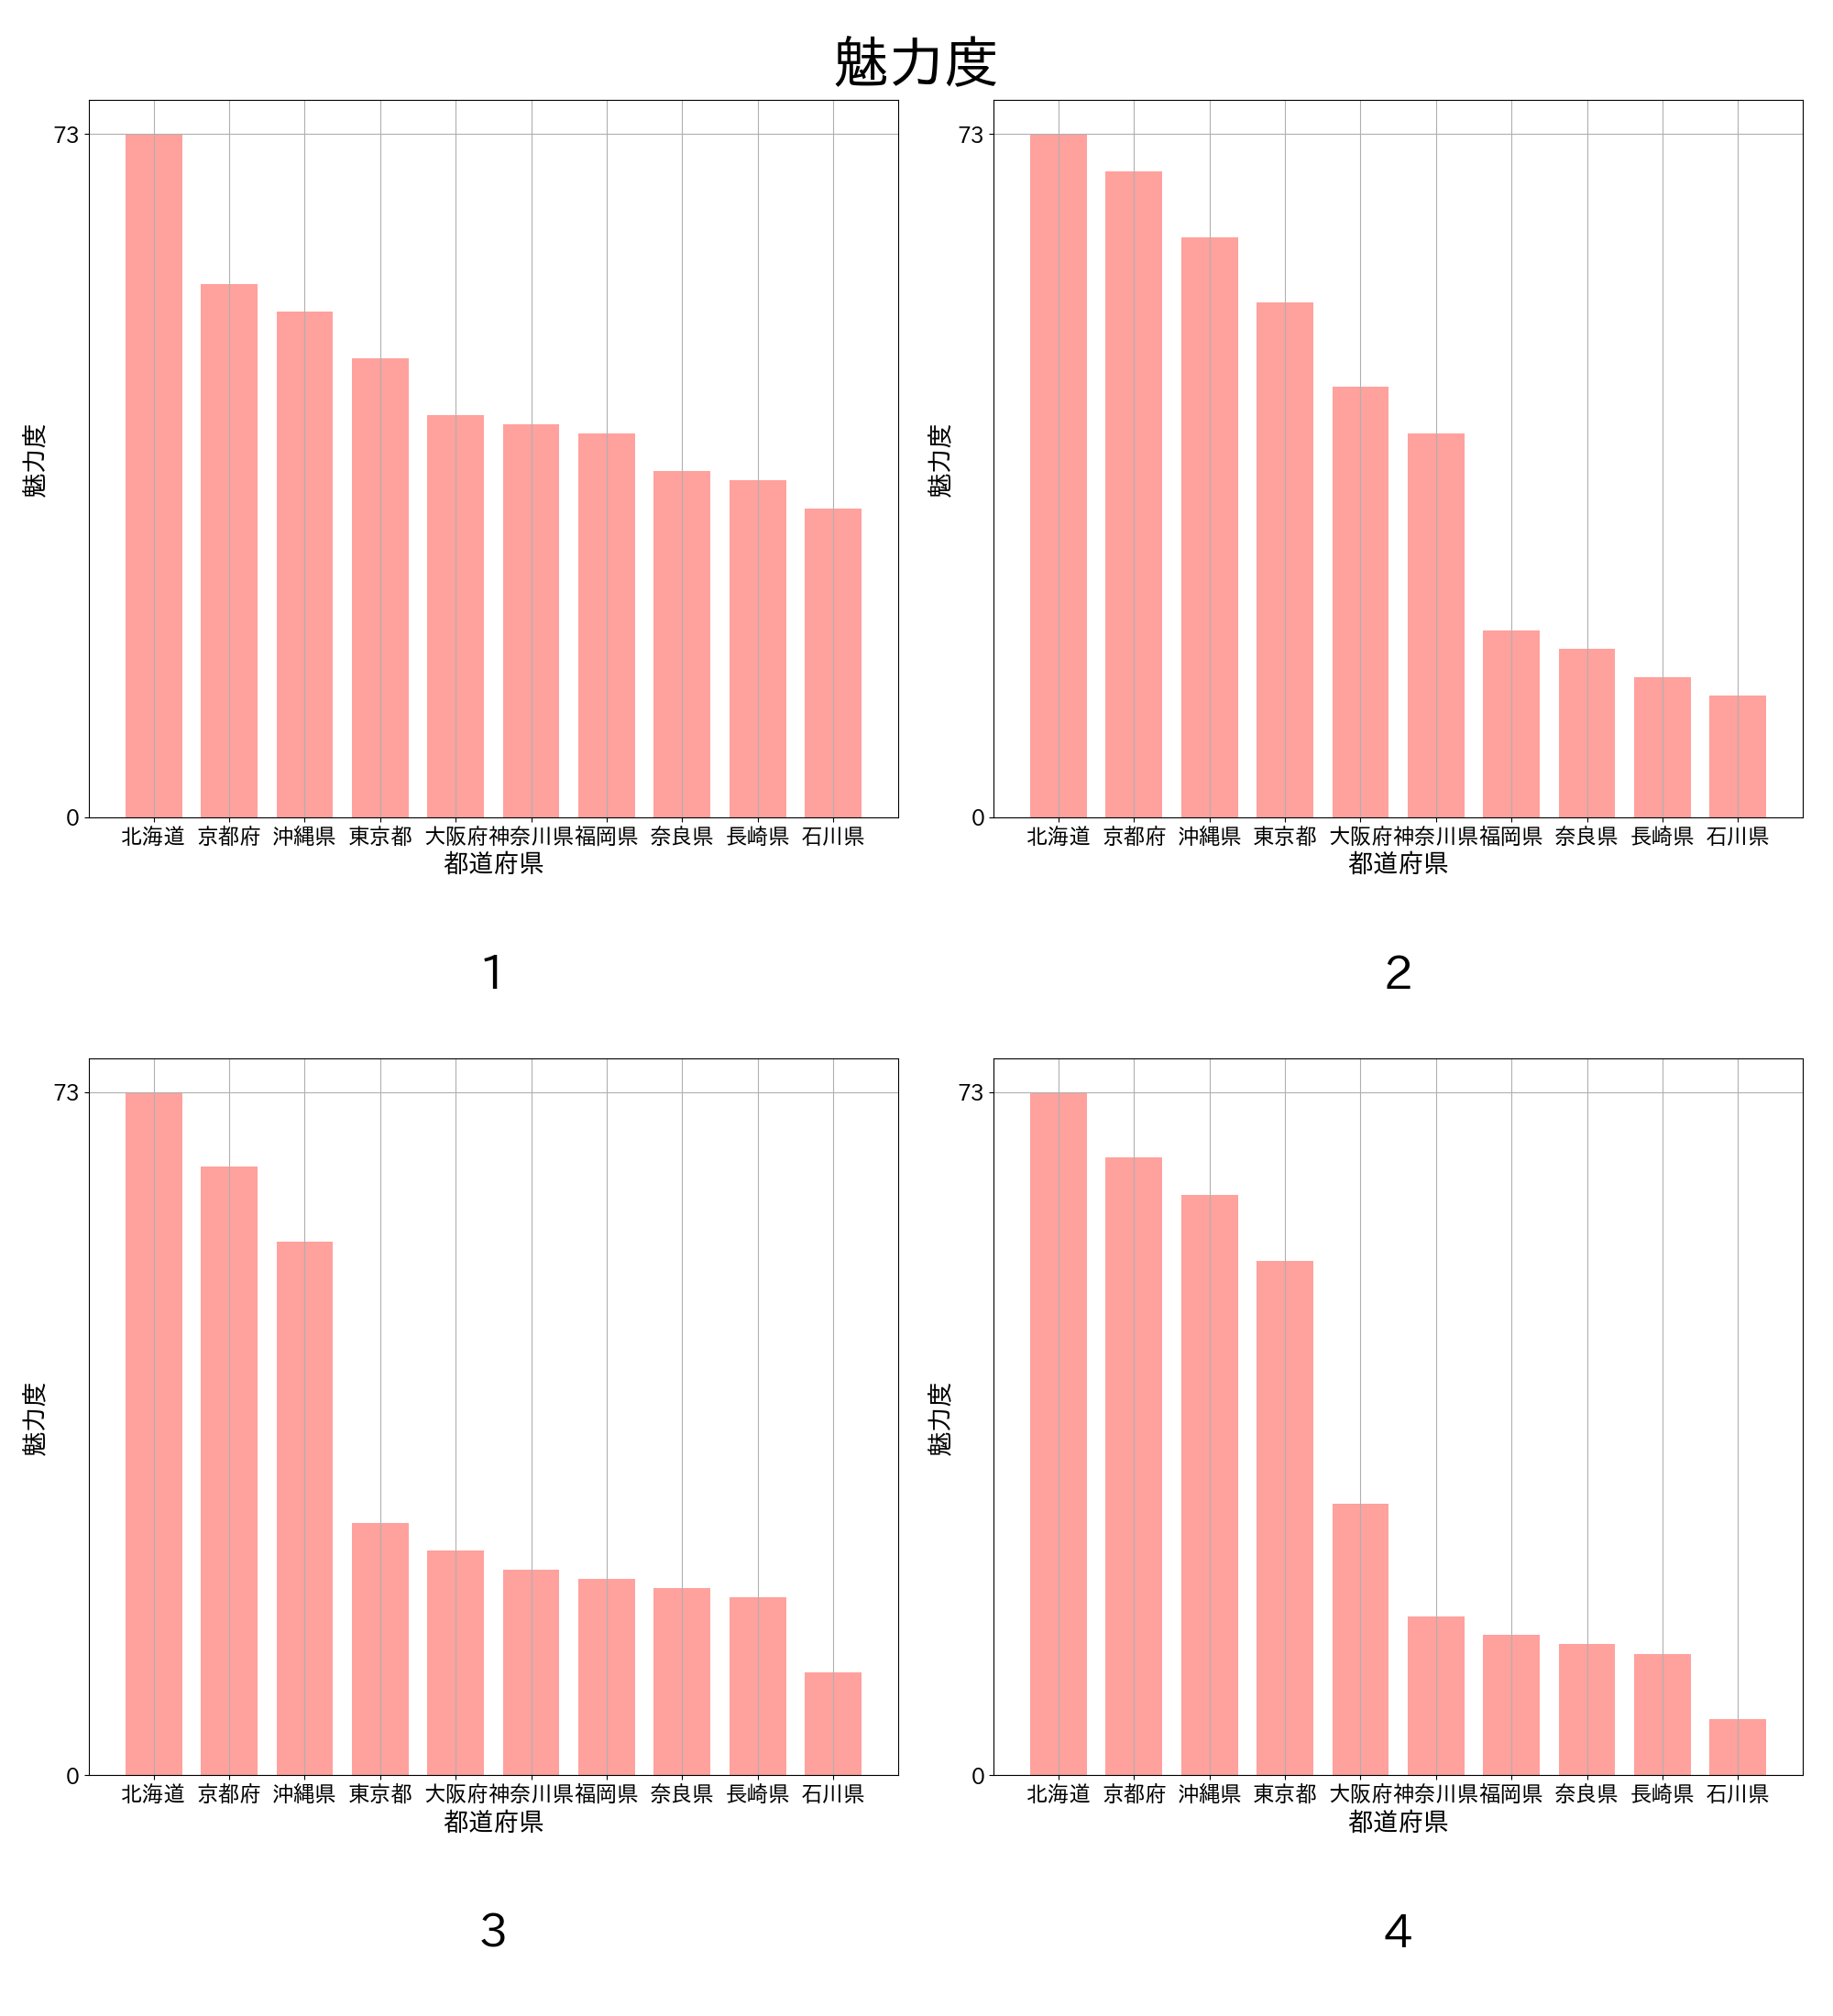 魅力度
73
0
魅力度
北海道 京都府 沖縄県 東京都 大阪府 神奈川県 福岡県 奈良県 長崎県 石川県
都道府県
1
73
0
魅力度
北海道 京都府 沖縄県 東京都 大阪府 神奈川県 福岡県 奈良県 長崎県 石川県
都道府県
2
73
0
魅力度
北海道 京都府 沖縄県 東京都 大阪府 神奈川県 福岡県 奈良県 長崎県 石川県
都道府県
3
73
0
魅力度
北海道 京都府 沖縄県 東京都 大阪府 神奈川県 福岡県 奈良県 長崎県 石川県
都道府県
4